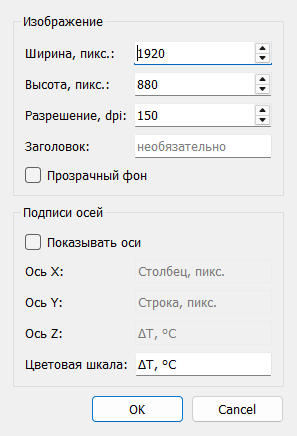 Изображение
Ширина, пикс.: 1920
Высота, пикс.: 880
Разрешение, dpi: 150
Заголовок: необязательно
Прозрачный фон
Подписи осей
Показывать оси
Ось X: Столбец, пикс.
Ось Y: Строка, пикс.
Ось Z: ΔT, °C
Цветовая шкала: ΔT, °C
OK Cancel